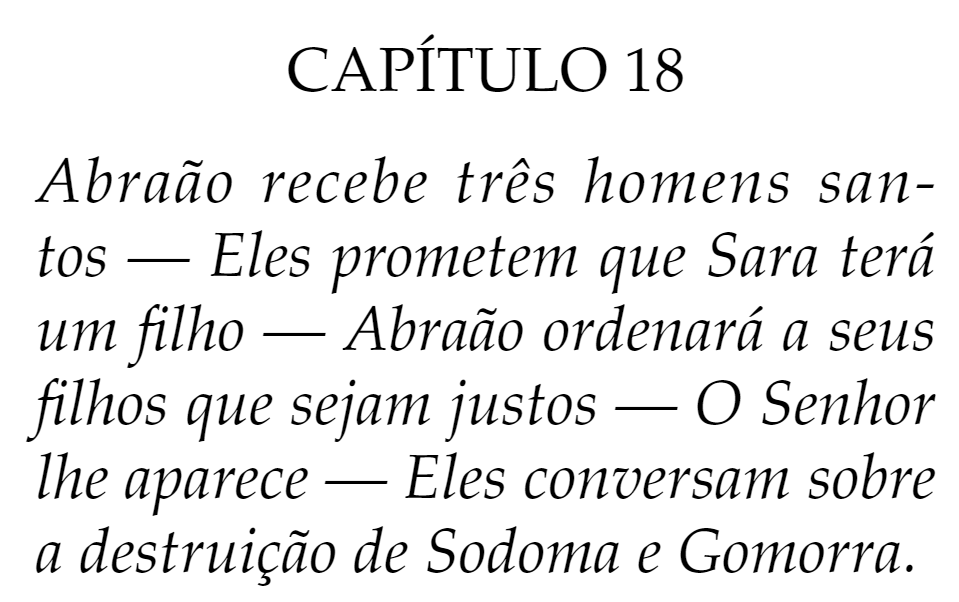 CAPÍTULO 18
Abraão recebe três homens san-
tos — Eles prometem que Sara terá
um filho — Abraão ordenará a seus
filhos que sejam justos — O Senhor
lhe aparece — Eles conversam sobre
a destruição de Sodoma e Gomorra.